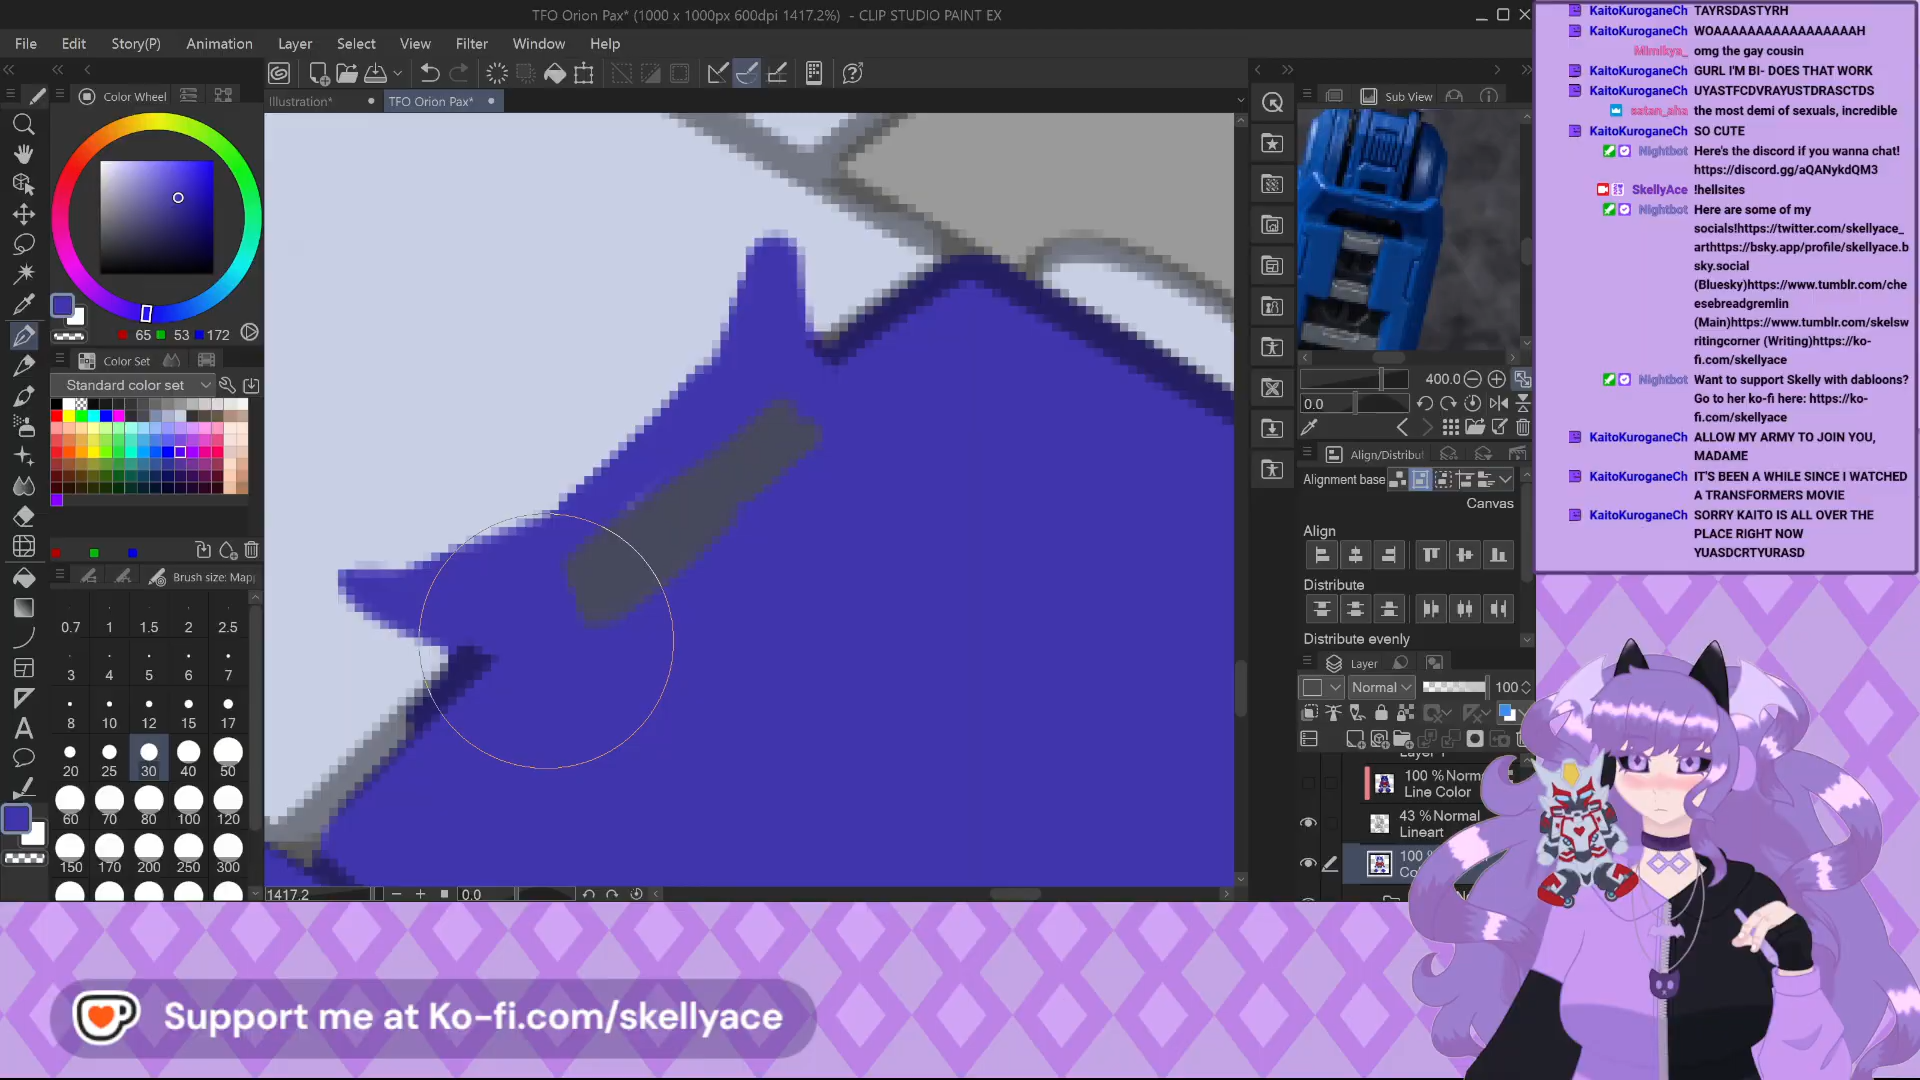 TFO Orion Pax* (1000 x 1000px 600dpi 1417.2%) - CLIP STUDIO PAINT EX
File Edit Story(P) Animation Layer Select View Filter Window Help
Color Wheel
Illustration*
TFO Orion Pax*
Sub View
65 53 172
Color Set
Standard color set
Brush size: Map
0.7 1 1.5 2 2.5
3 4 5 6 7
8 10 12 15 17
20 25 30 40 50
60 70 80 100 120
150 170 200 250 300
1417.2
0.0
400.0
0.0
Align/Distribut
Alignment base
Canvas
Align
Distribute
Distribute evenly
Layer
Normal
100
100 % Norm
Line Color
43 % Normal
Lineart
100
KaitoKuroganeCh TAYRSDASTYRH
KaitoKuroganeCh WOAAAAAAAAAAAAAAAAAH
Mimikya_ omg the gay cousin
KaitoKuroganeCh GURL I'M BI- DOES THAT WORK
KaitoKuroganeCh UYASTFCDVRAYUSTDRASCTDS
satan_aha the most demi of sexuals, incredible
KaitoKuroganeCh SO CUTE
Nightbot Here's the discord if you wanna chat!
https://discord.gg/aQANykdQM3
SkellyAce !hellsites
Nightbot Here are some of my
socials!https://twitter.com/skellyace_
arthttps://bsky.app/profile/skellyace.b
sky.social
(Bluesky)https://www.tumblr.com/che
esebreadgremlin
(Main)https://www.tumblr.com/skelsw
ritingcorner (Writing)https://ko-
fi.com/skellyace
Nightbot Want to support Skelly with dabloons?
Go to her ko-fi here: https://ko-
fi.com/skellyace
KaitoKuroganeCh ALLOW MY ARMY TO JOIN YOU,
MADAME
KaitoKuroganeCh IT'S BEEN A WHILE SINCE I WATCHED
A TRANSFORMERS MOVIE
KaitoKuroganeCh SORRY KAITO IS ALL OVER THE
PLACE RIGHT NOW
YUASDCRTYURASD
Support me at Ko-fi.com/skellyace